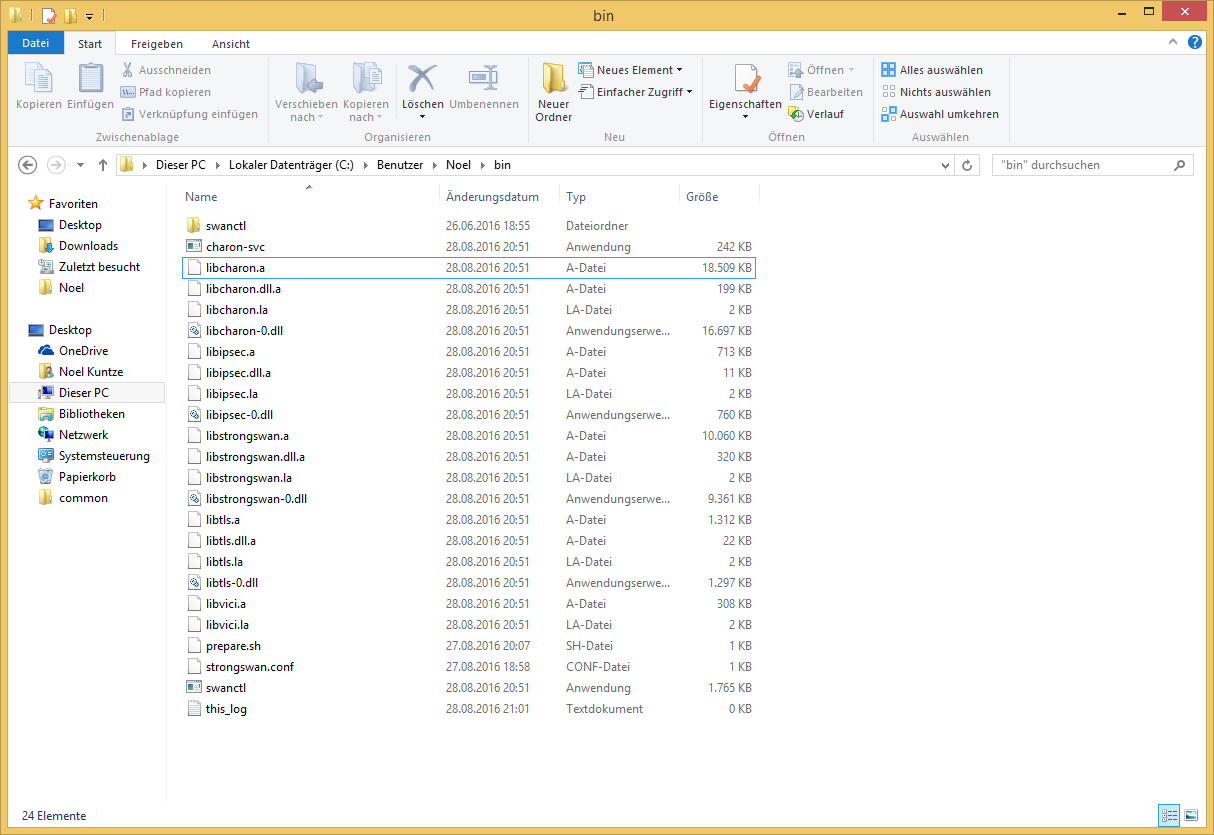 bin
Datei Start Freigeben Ansicht
Kopieren Einfügen Ausschneiden Pfad kopieren Verknüpfung einfügen
Zwischenablage
Verschieben nach Kopieren nach Löschen Umbenennen
Organisieren
Neuer Ordner Neues Element Einfacher Zugriff
Neu
Eigenschaften Öffnen Bearbeiten Verlauf
Öffnen
Alles auswählen Nichts auswählen Auswahl umkehren
Auswählen
Dieser PC Lokaler Datenträger (C:) Benutzer Noel bin
"bin" durchsuchen
Favoriten
Desktop
Downloads
Zuletzt besucht
Noel
Desktop
OneDrive
Noel Kuntze
Dieser PC
Bibliotheken
Netzwerk
Systemsteuerung
Papierkorb
common
Name Änderungsdatum Typ Größe
swanctl 26.06.2016 18:55 Dateiordner
charon-svc 28.08.2016 20:51 Anwendung 242 KB
libcharon.a 28.08.2016 20:51 A-Datei 18.509 KB
libcharon.dll.a 28.08.2016 20:51 A-Datei 199 KB
libcharon.la 28.08.2016 20:51 LA-Datei 2 KB
libcharon-0.dll 28.08.2016 20:51 Anwendungserwe... 16.697 KB
libipsec.a 28.08.2016 20:51 A-Datei 713 KB
libipsec.dll.a 28.08.2016 20:51 A-Datei 11 KB
libipsec.la 28.08.2016 20:51 LA-Datei 2 KB
libipsec-0.dll 28.08.2016 20:51 Anwendungserwe... 760 KB
libstrongswan.a 28.08.2016 20:51 A-Datei 10.060 KB
libstrongswan.dll.a 28.08.2016 20:51 A-Datei 320 KB
libstrongswan.la 28.08.2016 20:51 LA-Datei 2 KB
libstrongswan-0.dll 28.08.2016 20:51 Anwendungserwe... 9.361 KB
libtls.a 28.08.2016 20:51 A-Datei 1.312 KB
libtls.dll.a 28.08.2016 20:51 A-Datei 22 KB
libtls.la 28.08.2016 20:51 LA-Datei 2 KB
libtls-0.dll 28.08.2016 20:51 Anwendungserwe... 1.297 KB
libvici.a 28.08.2016 20:51 A-Datei 308 KB
libvici.la 28.08.2016 20:51 LA-Datei 2 KB
prepare.sh 27.08.2016 20:07 SH-Datei 1 KB
strongswan.conf 27.08.2016 18:58 CONF-Datei 1 KB
swanctl 28.08.2016 20:51 Anwendung 1.765 KB
this_log 28.08.2016 21:01 Textdokument 0 KB
24 Elemente